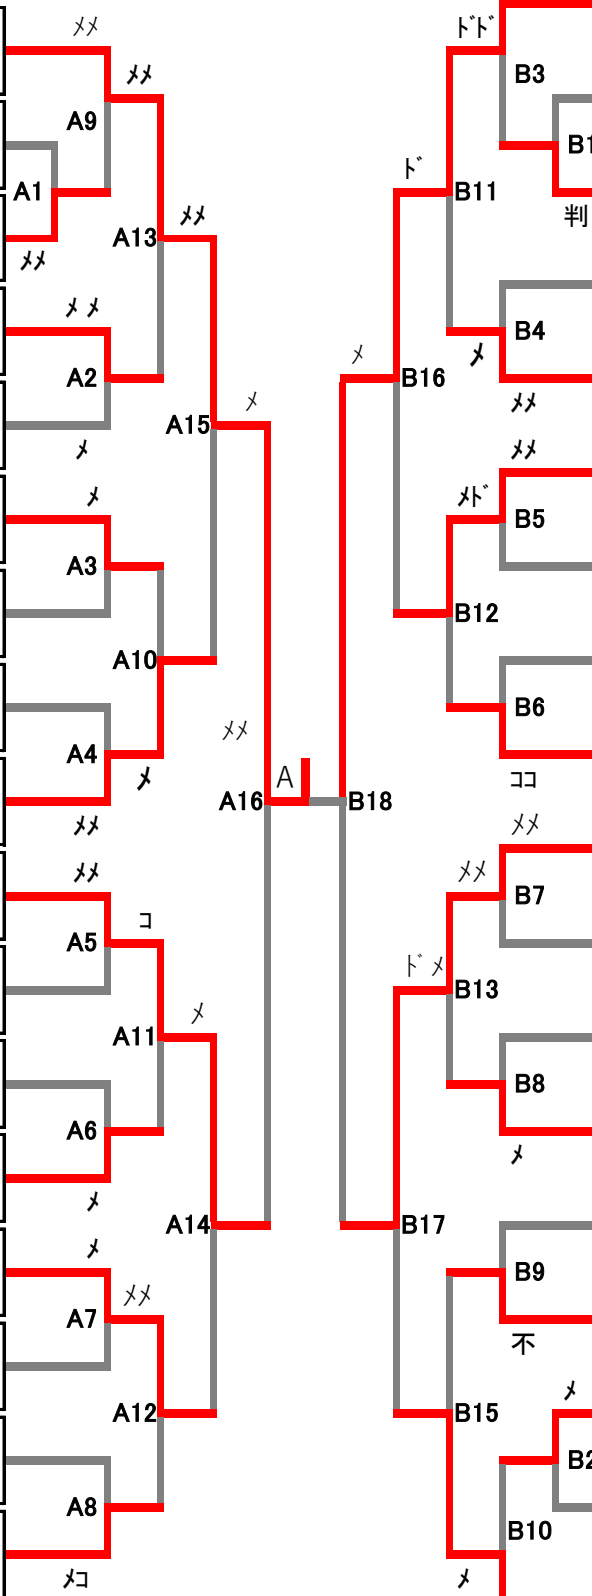 ﾒﾒ
ﾒﾒ
A9
A1
ﾒﾒ
A13
ﾒﾒ
ﾒ ﾒ
A2
ﾒ
A15
ﾒ
ﾒ
A3
A10
A4
ﾒ
ﾒﾒ
ﾒﾒ
A16
A
B18
ﾒﾒ
A5
ｺ
A11
ﾒ
A6
ﾒ
A14
ﾒ
A7
ﾒﾒ
A12
A8
ﾒｺ
ﾄﾞﾄﾞ
B3
B1
判
ﾄﾞ
B11
B4
ﾒ
ﾒﾒ
ﾒ
B16
ﾒﾒ
ﾒﾄﾞ
B5
B12
B6
ｺｺ
ﾒﾒ
ﾒﾒ
B7
ﾄﾞﾒ
B13
B8
ﾒ
B17
B9
不
B15
ﾒ
B2
B10
ﾒ